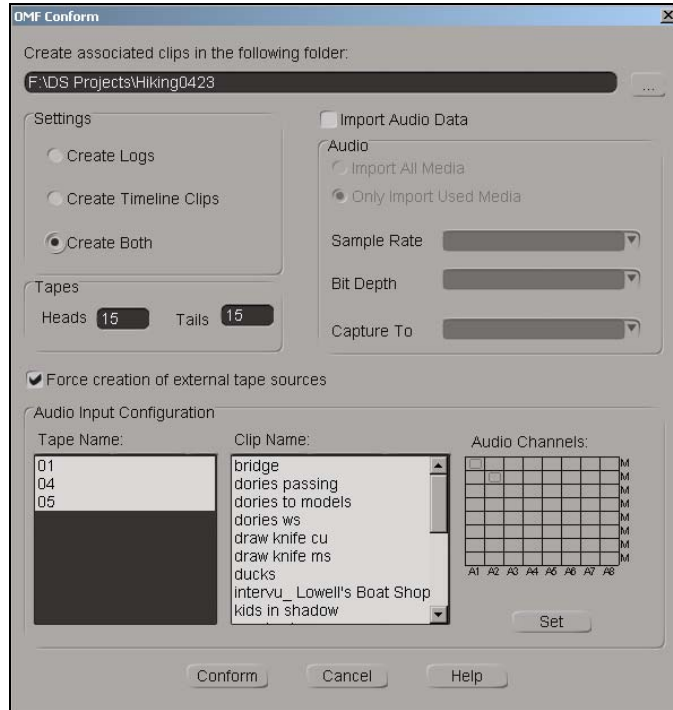 OMF Conform
Create associated clips in the following folder:
F:\DS Projects\Hiking0423
...
Settings
Create Logs
Create Timeline Clips
Create Both
Import Audio Data
Audio
Import All Media
Only Import Used Media
Sample Rate
Bit Depth
Capture To
Tapes
Heads 15 Tails 15
Force creation of external tape sources
Audio Input Configuration
Tape Name:
01
04
05
Clip Name:
bridge
dories passing
dories to models
dories ws
draw knife cu
draw knife ms
ducks
intervu_ Lowell's Boat Shop
kids in shadow
Audio Channels:
M
M
M
M
M
M
M
M
A1 A2 A3 A4 A5 A6 A7 A8
Set
Conform Cancel Help